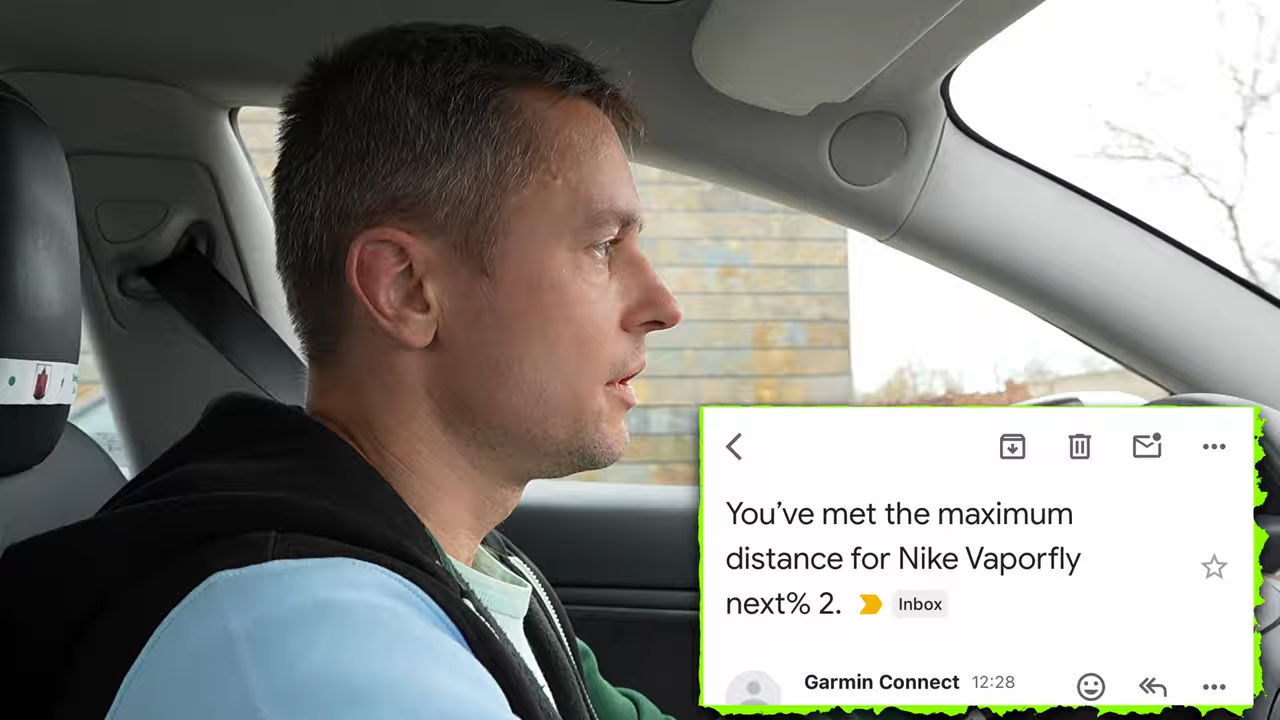 You’ve met the maximum
distance for Nike Vaporfly
next% 2. Inbox
Garmin Connect 12:28